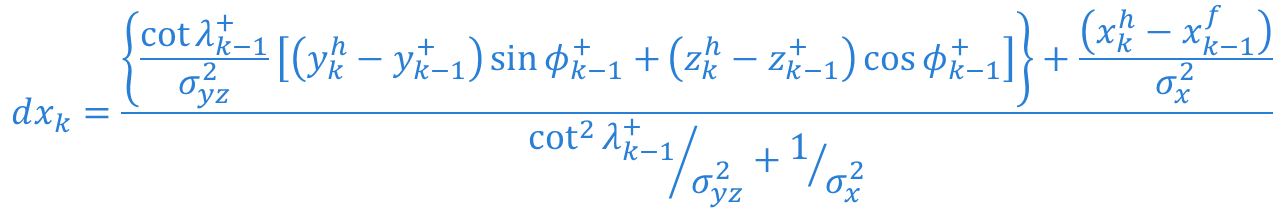 dx_k = \frac{\left\{\frac{\cot \lambda_{k-1}^{+}}{\sigma_{yz}^{2}}\left[\left(y_k^h - y_{k-1}^{+}\right)\sin \phi_{k-1}^{+} + \left(z_k^h - z_{k-1}^{+}\right)\cos \phi_{k-1}^{+}\right]\right\} + \frac{\left(x_k^h - x_{k-1}^f\right)}{\sigma_x^2}}{\cot^2 \lambda_{k-1}^{+} / \sigma_{yz}^2 + 1 / \sigma_x^2}